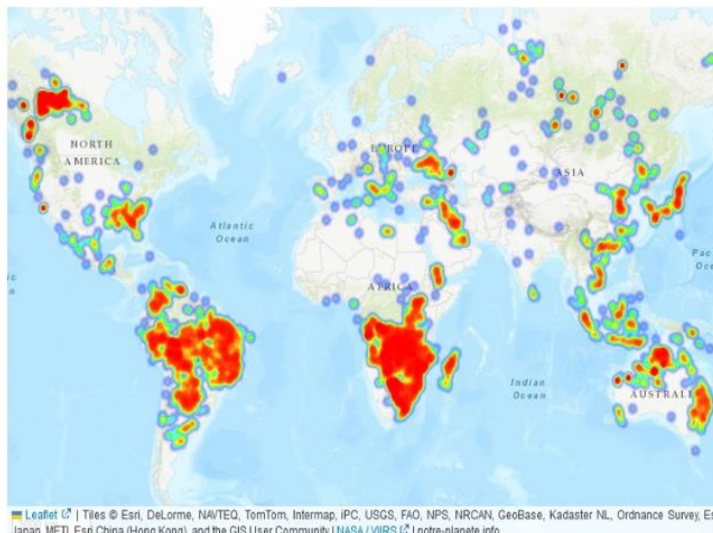 NORTH
AMERICA
EUROPE
ASIA
Atlantic
Ocean
AFRICA
Indian
Ocean
AUSTRALI
Leaflet | Tiles © Esri, DeLorme, NAVTEQ, TomTom, Intermap, iPC, USGS, FAO, NPS, NRCAN, GeoBase, Kadaster NL, Ordnance Survey, Es
Japan, METI, Esri China (Hong Kong), and the GIS User Community | NASA / VIIRS | notre-planete.info